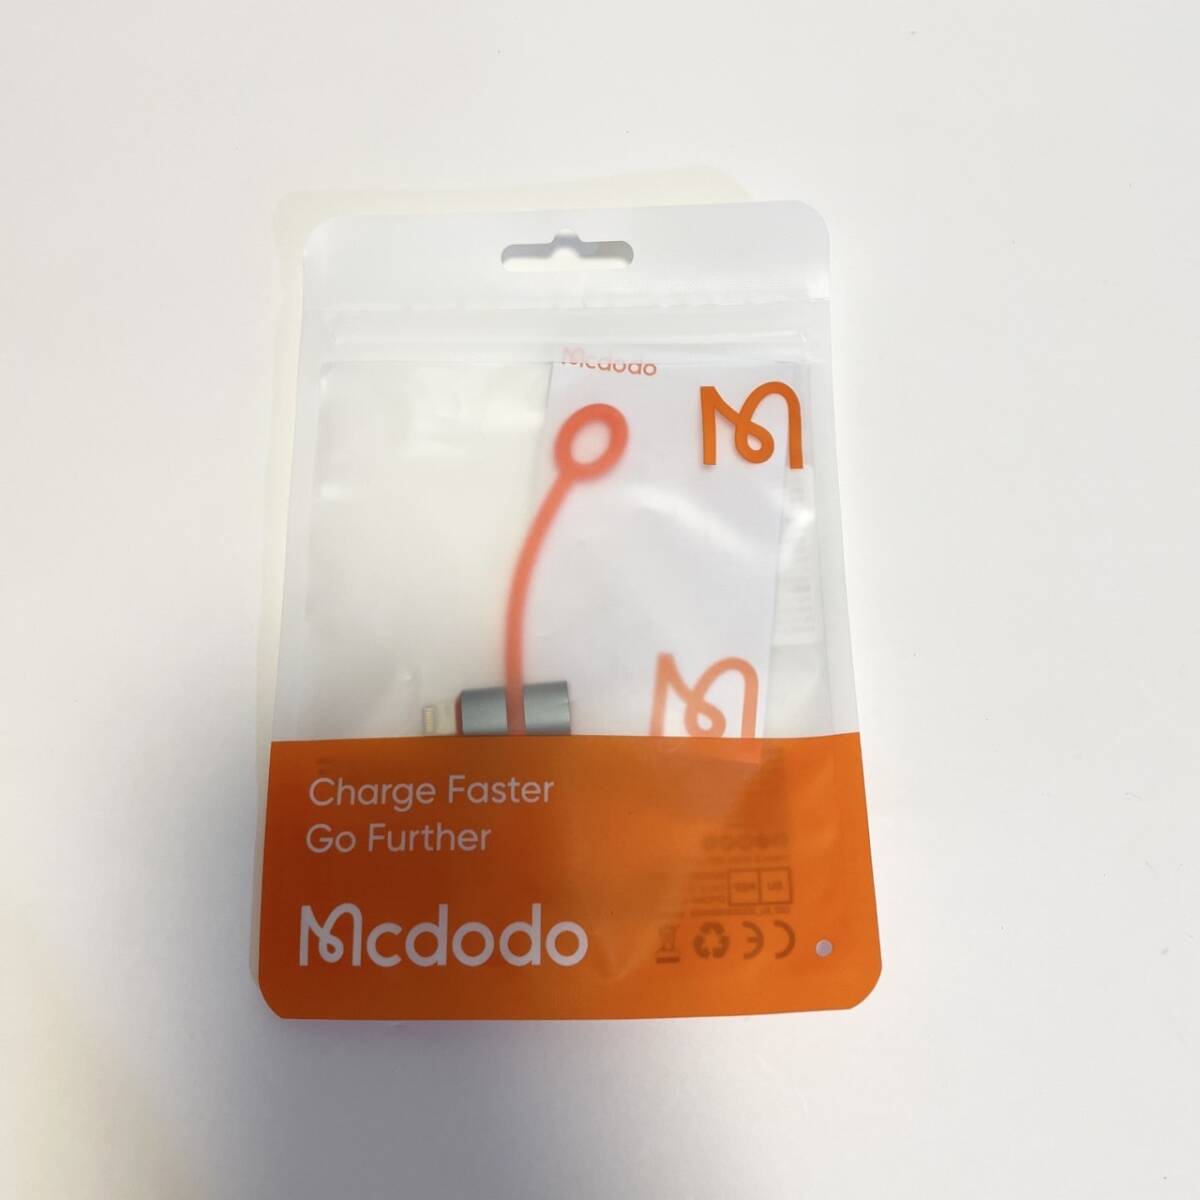 Mcdodo
Charge Faster
Go Further
Mcdodo